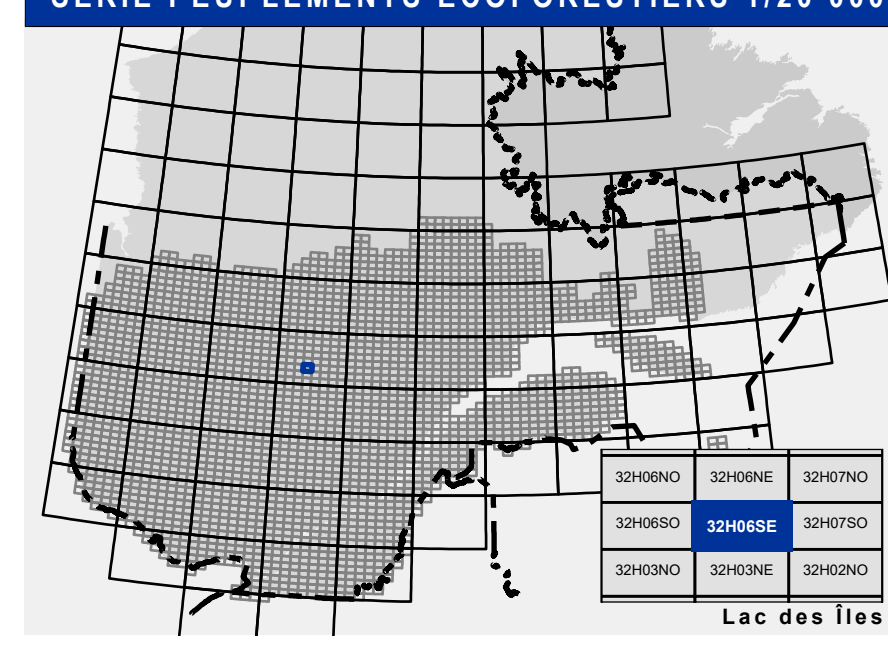 SÉRIE PEUPLEMENTS ÉCOFORESTIERS 1/20 000
32H06NO 32H06NE 32H07NO
32H06SO 32H06SE 32H07SO
32H03NO 32H03NE 32H02NO
Lac des Îles